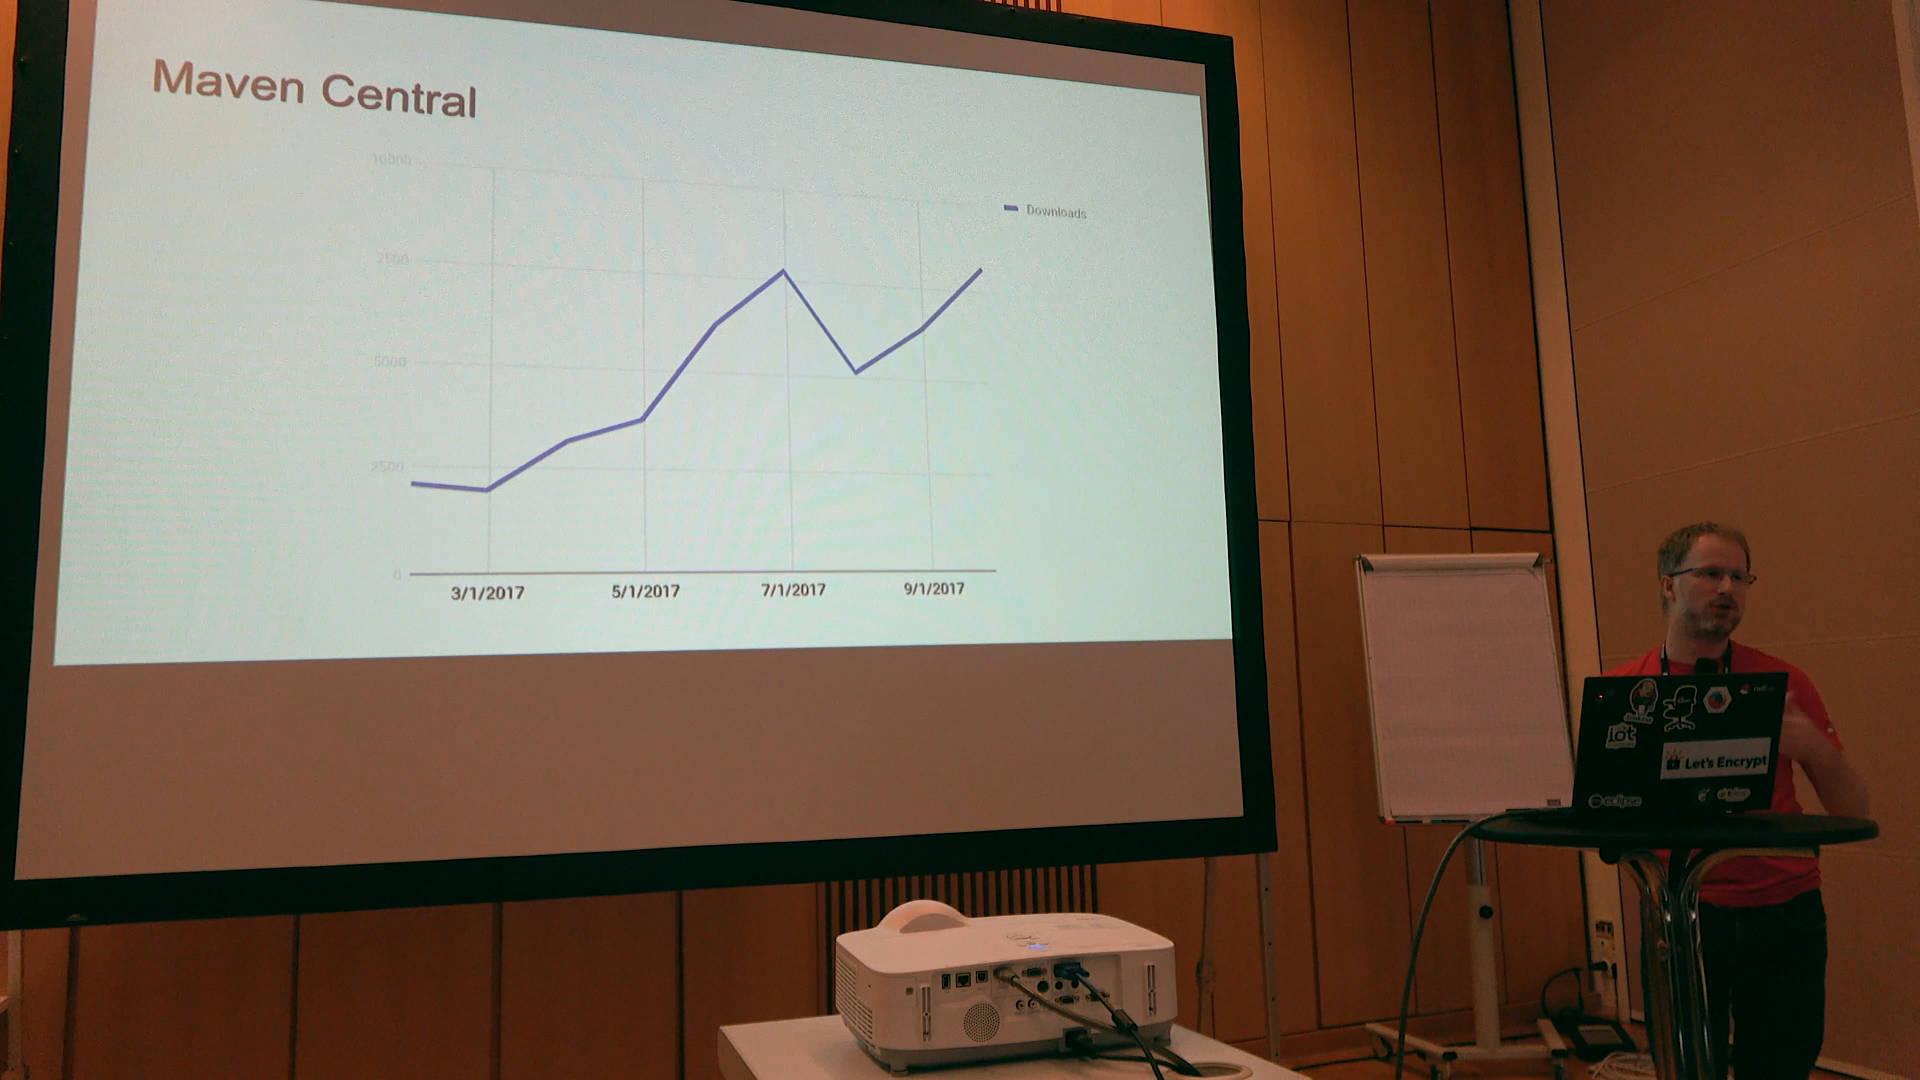 Maven Central
10000
Downloads
7500
5000
2500
0
3/1/2017
5/1/2017
7/1/2017
9/1/2017
iot
Let's Encrypt
eclipse